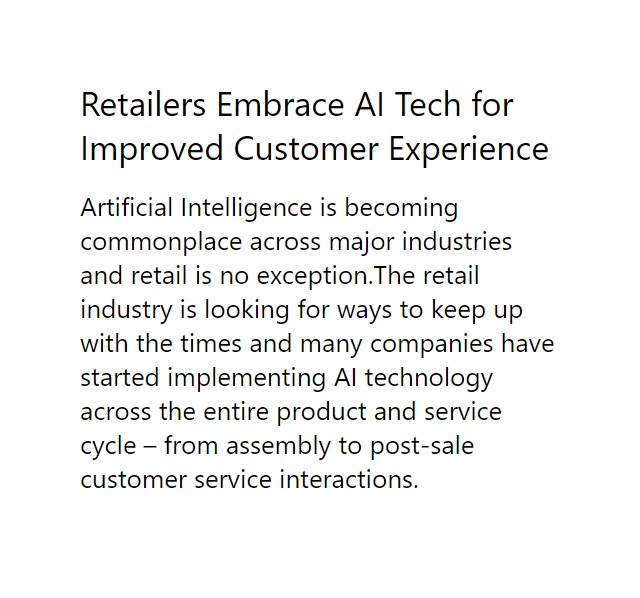 Retailers Embrace AI Tech for
Improved Customer Experience
Artificial Intelligence is becoming
commonplace across major industries
and retail is no exception.The retail
industry is looking for ways to keep up
with the times and many companies have
started implementing AI technology
across the entire product and service
cycle – from assembly to post-sale
customer service interactions.